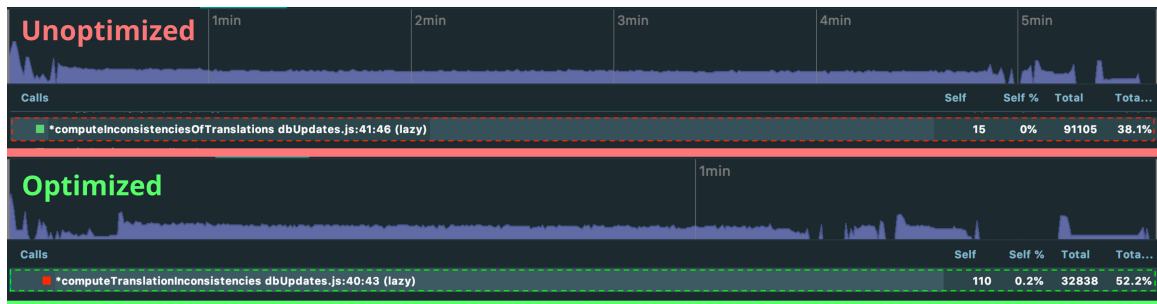 Unoptimized
1min 2min 3min 4min 5min
Calls Self Self % Total Tota...
*computeInconsistenciesOfTranslations dbUpdates.js:41:46 (lazy) 15 0% 91105 38.1%
Optimized
1min
Calls Self Self % Total Tota...
*computeTranslationInconsistencies dbUpdates.js:40:43 (lazy) 110 0.2% 32838 52.2%